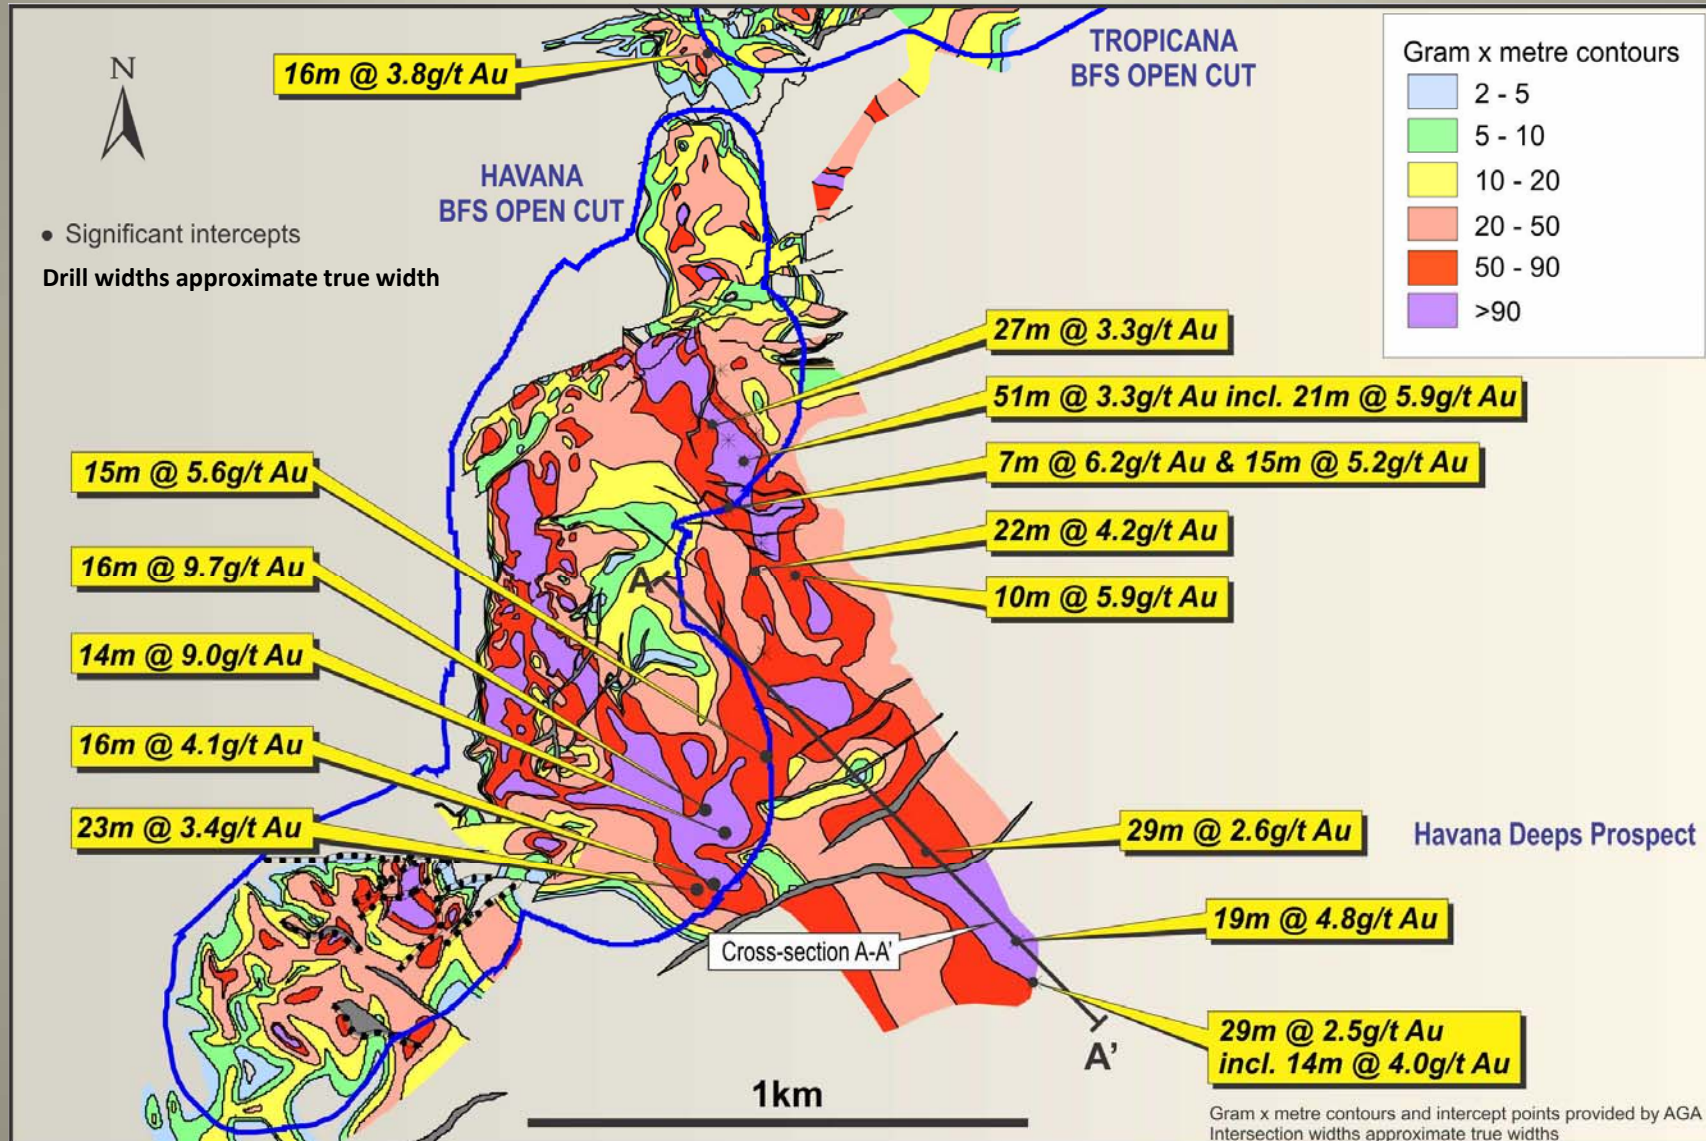 N
16m @ 3.8g/t Au
TROPICANA
BFS OPEN CUT
Gram x metre contours
2 - 5
5 - 10
10 - 20
20 - 50
50 - 90
>90
HAVANA
BFS OPEN CUT
• Significant intercepts
Drill widths approximate true width
27m @ 3.3g/t Au
51m @ 3.3g/t Au incl. 21m @ 5.9g/t Au
7m @ 6.2g/t Au & 15m @ 5.2g/t Au
22m @ 4.2g/t Au
10m @ 5.9g/t Au
15m @ 5.6g/t Au
16m @ 9.7g/t Au
14m @ 9.0g/t Au
16m @ 4.1g/t Au
23m @ 3.4g/t Au
A
29m @ 2.6g/t Au
Havana Deeps Prospect
19m @ 4.8g/t Au
Cross-section A-A'
29m @ 2.5g/t Au
incl. 14m @ 4.0g/t Au
A'
1km
Gram x metre contours and intercept points provided by AGA
Intersection widths approximate true widths